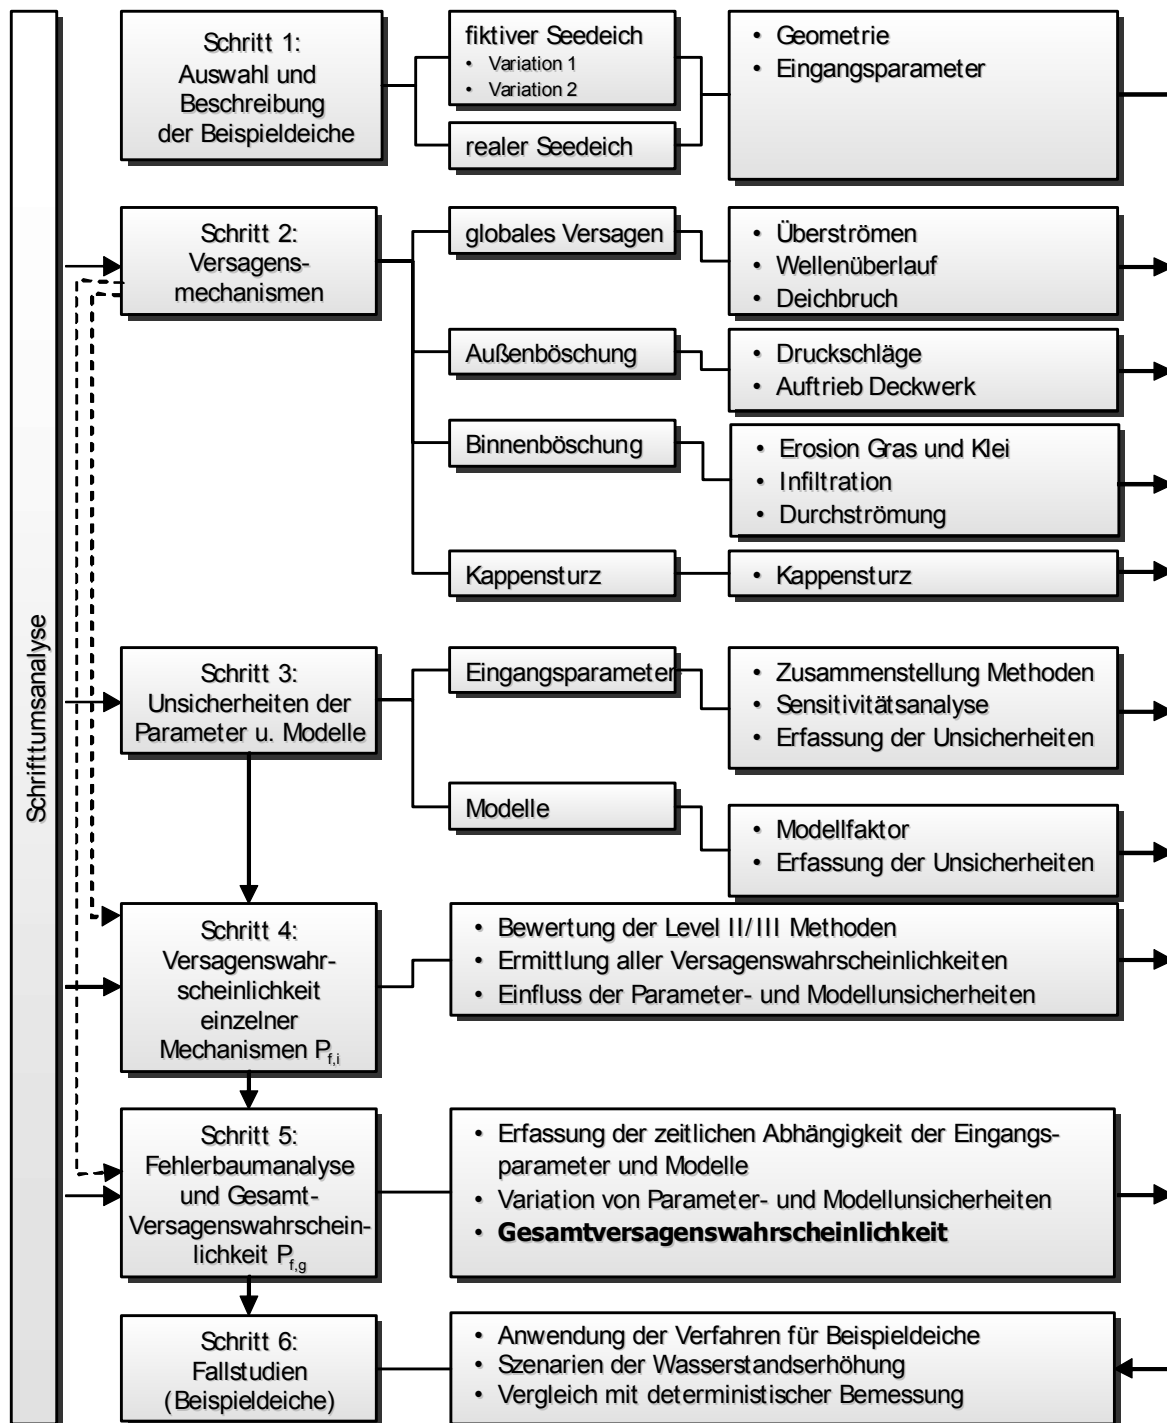 Schrifttumsanalyse
Schritt 1:
Auswahl und
Beschreibung
der Beispieldeiche
fiktiver Seedeich
• Variation 1
• Variation 2
realer Seedeich
• Geometrie
• Eingangsparameter
Schritt 2:
Versagens-
mechanismen
globales Versagen
• Überströmen
• Wellenüberlauf
• Deichbruch
Außenböschung
• Druckschläge
• Auftrieb Deckwerk
Binnenböschung
• Erosion Gras und Klei
• Infiltration
• Durchströmung
Kappensturz
• Kappensturz
Schritt 3:
Unsicherheiten der
Parameter u. Modelle
Eingangsparameter
• Zusammenstellung Methoden
• Sensitivitätsanalyse
• Erfassung der Unsicherheiten
Modelle
• Modellfaktor
• Erfassung der Unsicherheiten
Schritt 4:
Versagenswahr-
scheinlichkeit
einzelner
Mechanismen Pf,i
• Bewertung der Level II/III Methoden
• Ermittlung aller Versagenswahrscheinlichkeiten
• Einfluss der Parameter- und Modellunsicherheiten
Schritt 5:
Fehlerbaumanalyse
und Gesamt-
Versagenswahrschein-
lichkeit Pf,g
• Erfassung der zeitlichen Abhängigkeit der Eingangs-
parameter und Modelle
• Variation von Parameter- und Modellunsicherheiten
• Gesamtversagenswahrscheinlichkeit
Schritt 6:
Fallstudien
(Beispieldeiche)
• Anwendung der Verfahren für Beispieldeiche
• Szenarien der Wasserstandserhöhung
• Vergleich mit deterministischer Bemessung